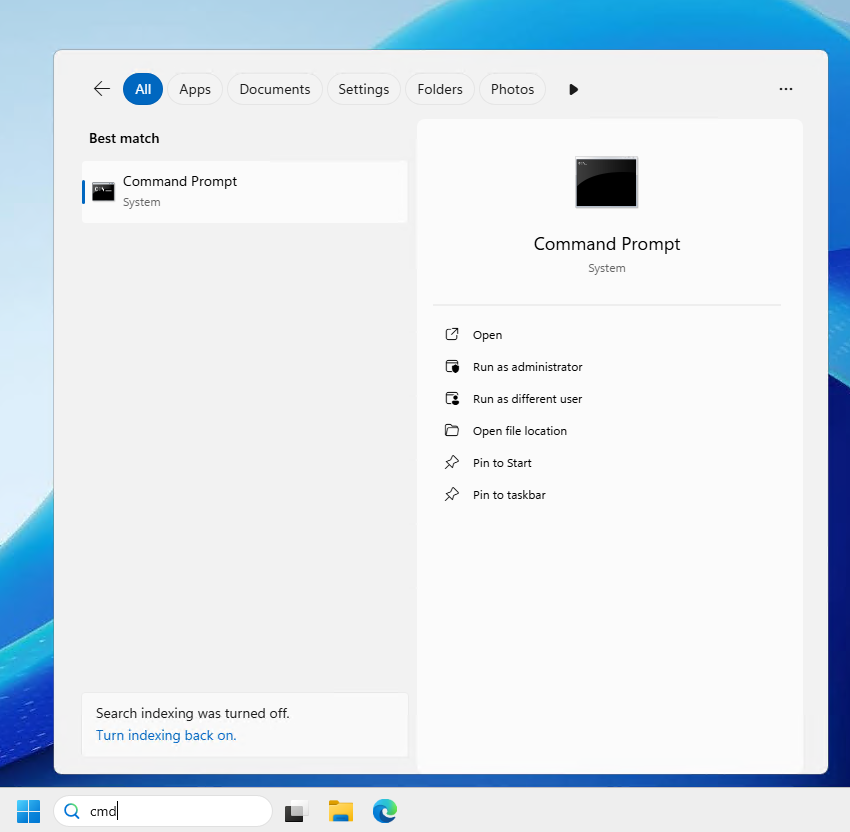 All
Apps
Documents
Settings
Folders
Photos
Best match
Command Prompt
System
Command Prompt
System
Open
Run as administrator
Run as different user
Open file location
Pin to Start
Pin to taskbar
Search indexing was turned off.
Turn indexing back on.
cmd